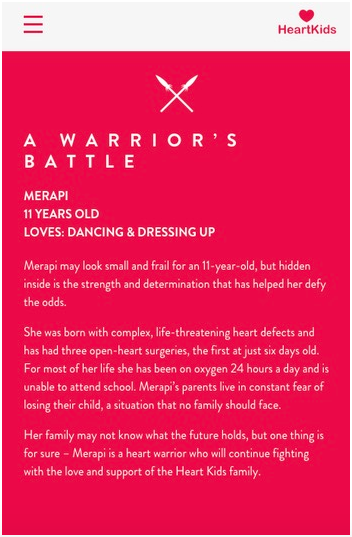 HeartKids
A WARRIOR'S
BATTLE
MERAPI
11 YEARS OLD
LOVES: DANCING & DRESSING UP
Merapi may look small and frail for an 11-year-old, but hidden
inside is the strength and determination that has helped her defy
the odds.
She was born with complex, life-threatening heart defects and
has had three open-heart surgeries, the first at just six days old.
For most of her life she has been on oxygen 24 hours a day and is
unable to attend school. Merapi's parents live in constant fear of
losing their child, a situation that no family should face.
Her family may not know what the future holds, but one thing is
for sure – Merapi is a heart warrior who will continue fighting
with the love and support of the Heart Kids family.